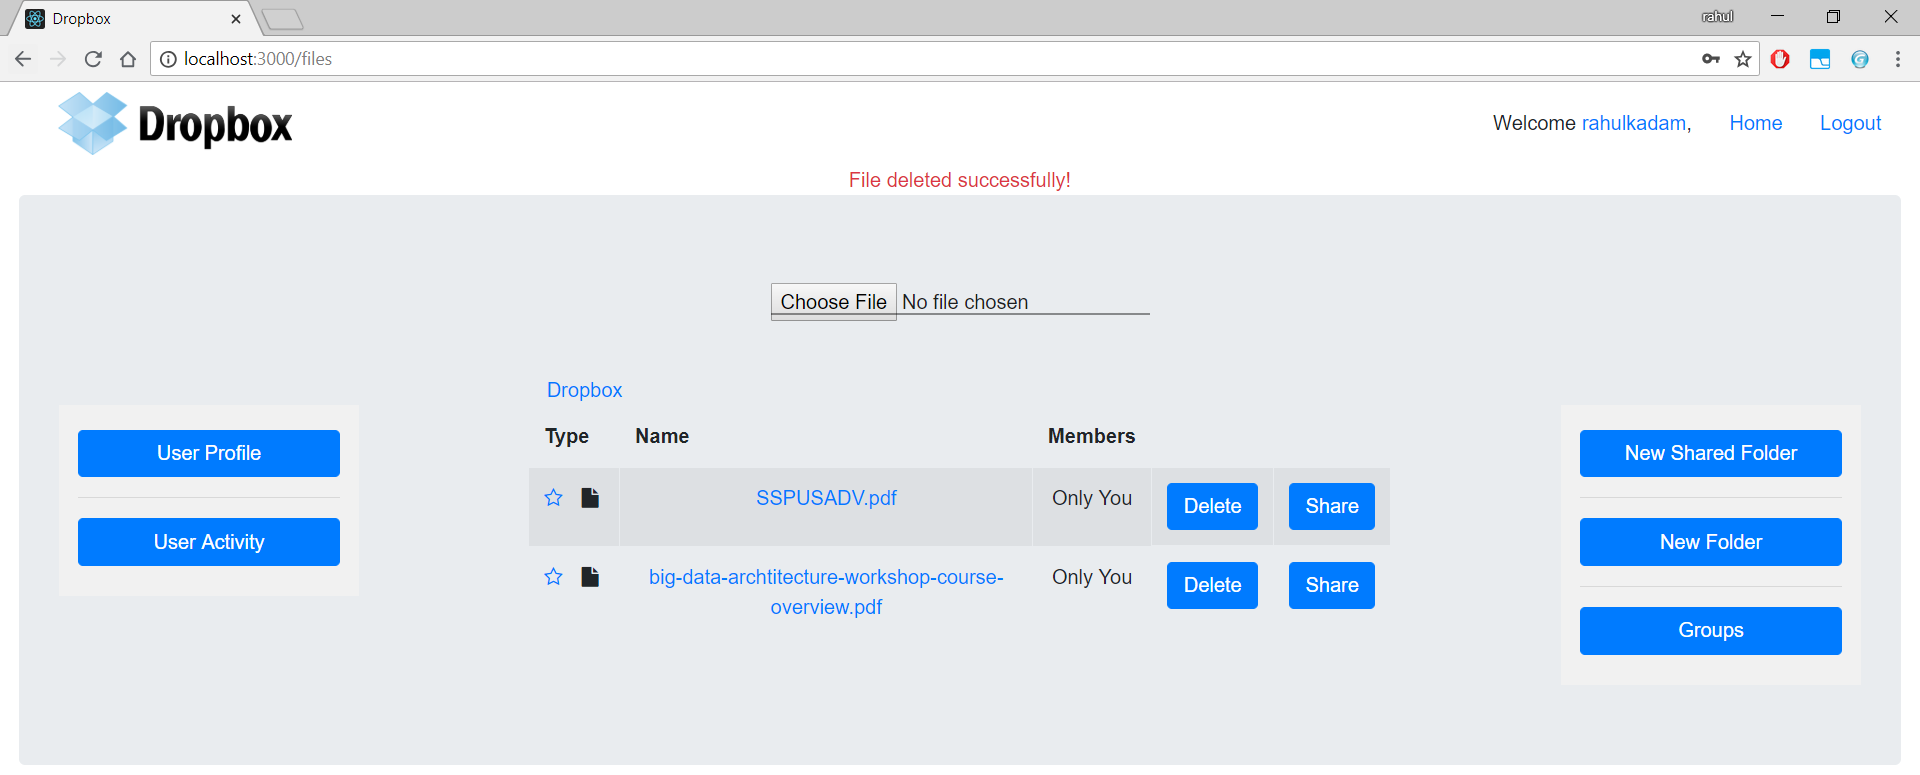 Dropbox
rahul
localhost:3000/files
Dropbox
Welcome rahulkadam, Home Logout
File deleted successfully!
Choose File No file chosen
Dropbox
Type Name Members
SSPUSADV.pdf Only You Delete Share
big-data-archtitecture-workshop-course- Only You Delete Share
overview.pdf
User Profile
User Activity
New Shared Folder
New Folder
Groups